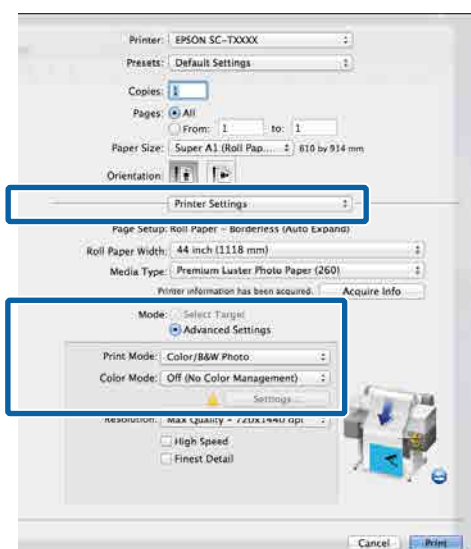 Printer: EPSON SC-TXXXX
Presets: Default Settings
Copies: 1
Pages: All
From: 1 to: 1
Paper Size: Super A1 (Roll Pap... 610 by 914 mm
Orientation:
Printer Settings
Page Setup: Roll Paper - Borderless (Auto Expand)
Roll Paper Width: 44 inch (1118 mm)
Media Type: Premium Luster Photo Paper (260)
Printer information has been acquired. Acquire Info
Mode: Select Target
Advanced Settings
Print Mode: Color/B&W Photo
Color Mode: Off (No Color Management)
Settings...
Resolution: Max Quality - 720x1440 dpi
High Speed
Finest Detail
Cancel Print